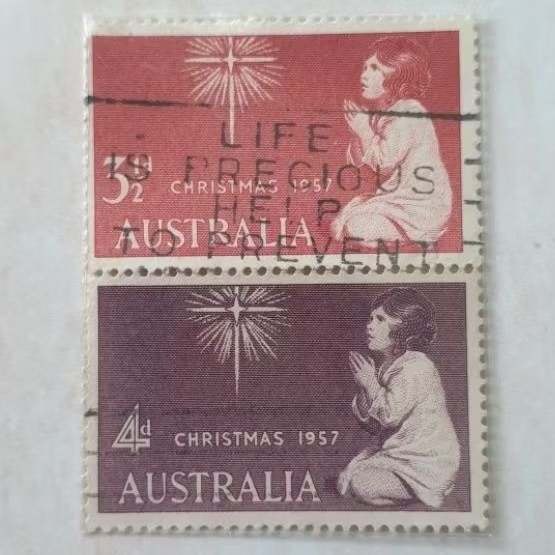 LIFE
IS PRECIOUS
HELP
TO PREVENT
3½D
CHRISTMAS 1957
AUSTRALIA
4d
CHRISTMAS 1957
AUSTRALIA